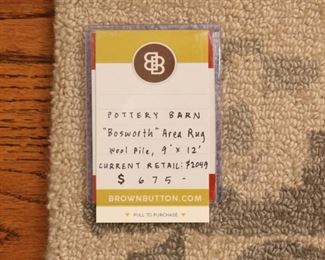 BB
POTTERY BARN
"Bosworth" Area Rug
Wool Pile, 9' x 12'
CURRENT RETAIL: $2049
$ 675 -
BROWNBUTTON.COM
PULL TO PURCHASE